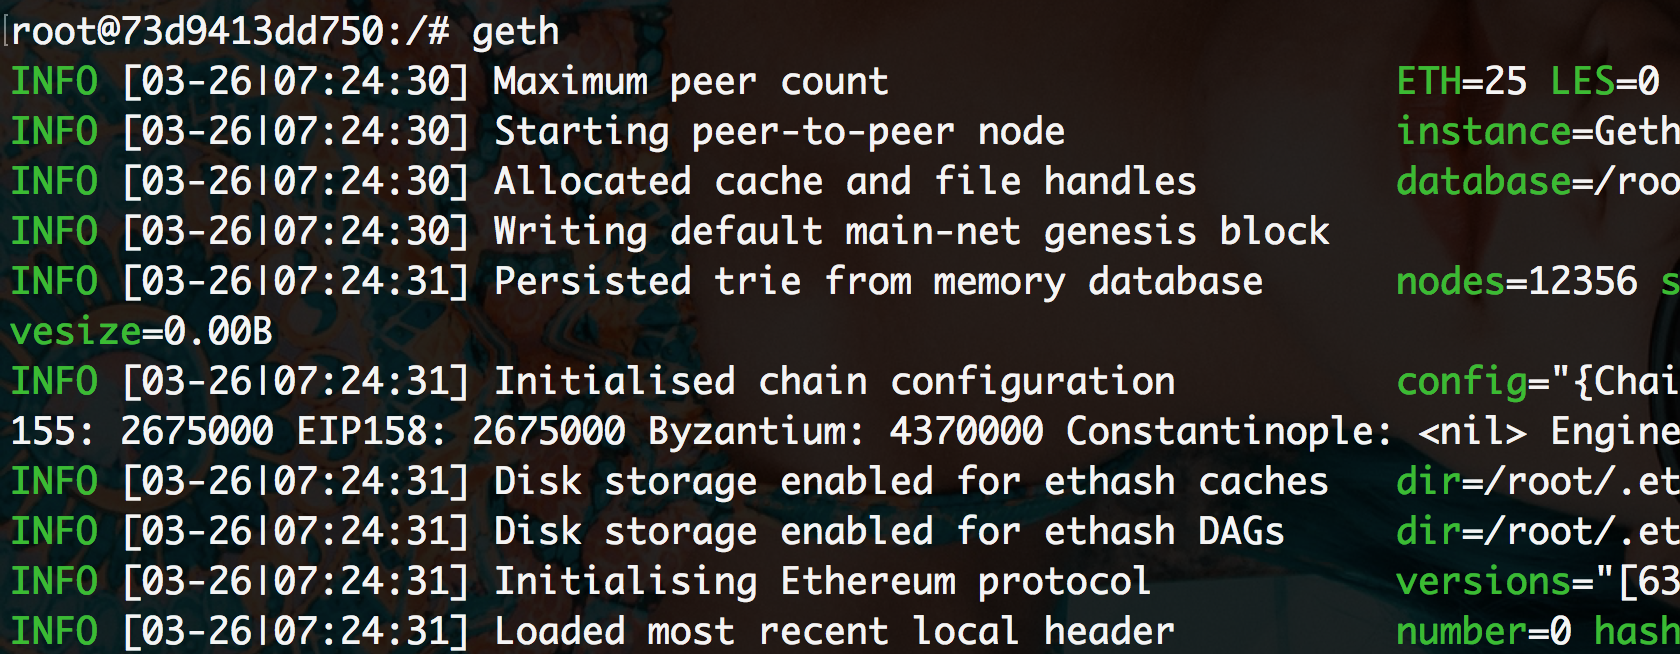 [root@73d9413dd750:/# geth
INFO [03-26|07:24:30] Maximum peer count ETH=25 LES=0
INFO [03-26|07:24:30] Starting peer-to-peer node instance=Geth
INFO [03-26|07:24:30] Allocated cache and file handles database=/roo
INFO [03-26|07:24:30] Writing default main-net genesis block
INFO [03-26|07:24:31] Persisted trie from memory database nodes=12356 s
vesize=0.00B
INFO [03-26|07:24:31] Initialised chain configuration config="{Chai
155: 2675000 EIP158: 2675000 Byzantium: 4370000 Constantinople: <nil> Engine
INFO [03-26|07:24:31] Disk storage enabled for ethash caches dir=/root/.et
INFO [03-26|07:24:31] Disk storage enabled for ethash DAGs dir=/root/.et
INFO [03-26|07:24:31] Initialising Ethereum protocol versions="[63
INFO [03-26|07:24:31] Loaded most recent local header number=0 hash